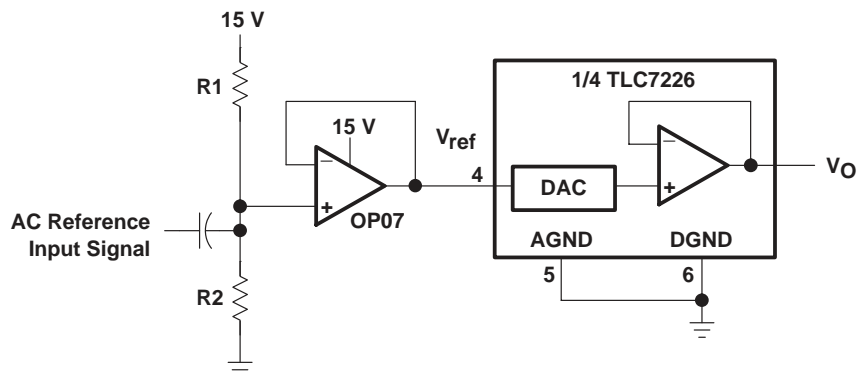 15 V
R1
AC Reference
Input Signal
R2
−
15 V
+
OP07
Vref
4
1/4 TLC7226
DAC
−
+
VO
AGND
DGND
5
6